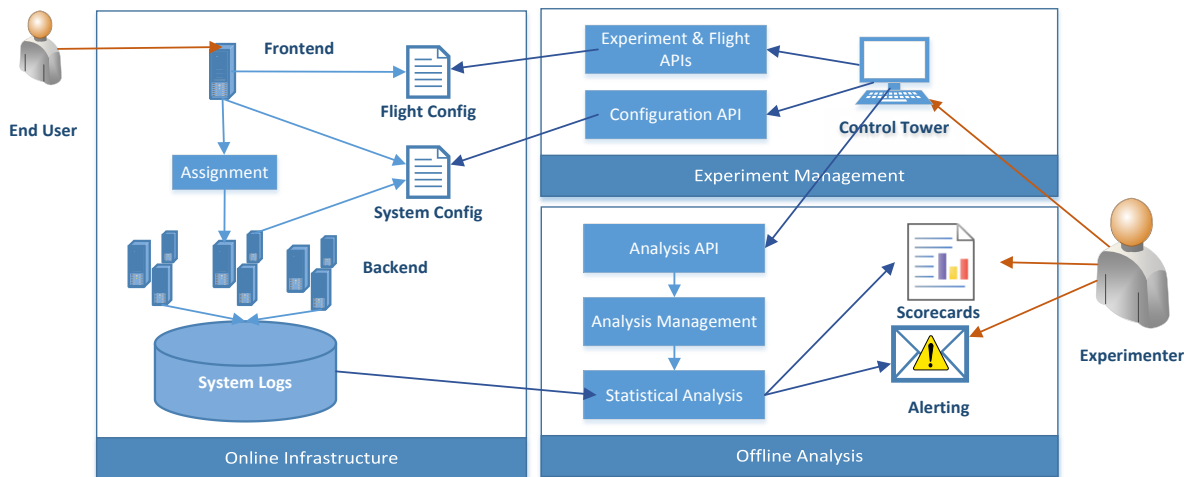 End User
Frontend
Flight Config
Assignment
System Config
Backend
System Logs
Online Infrastructure
Experiment & Flight
APIs
Configuration API
Control Tower
Experiment Management
Analysis API
Analysis Management
Statistical Analysis
Scorecards
Alerting
Offline Analysis
Experimenter